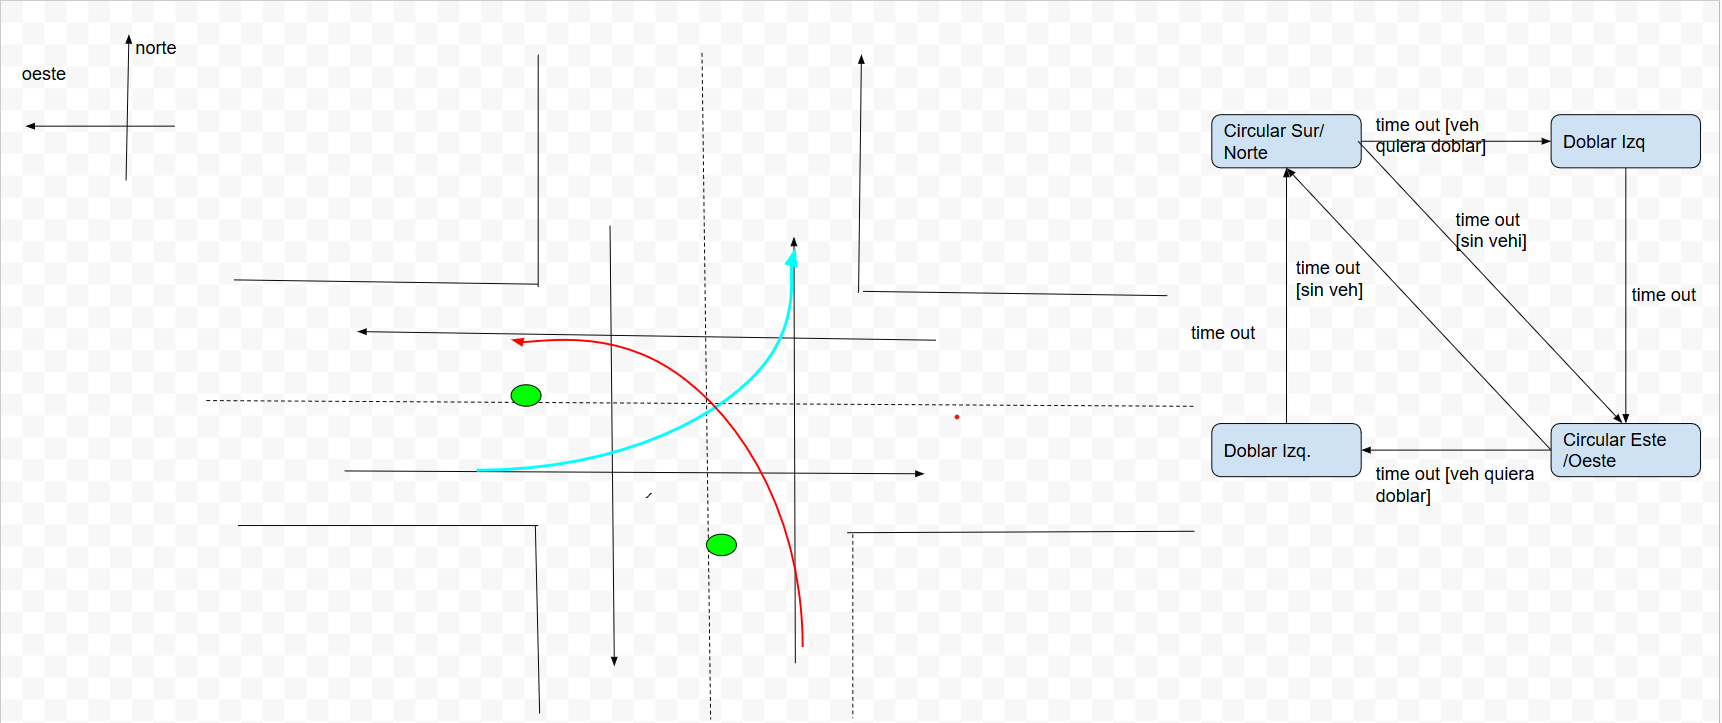 norte
oeste
Circular Sur/
Norte
time out [veh
quiera doblar]
Doblar Izq
time out
[sin vehi]
time out
[sin veh]
time out
time out
Doblar Izq.
time out [veh quiera
doblar]
Circular Este
/Oeste